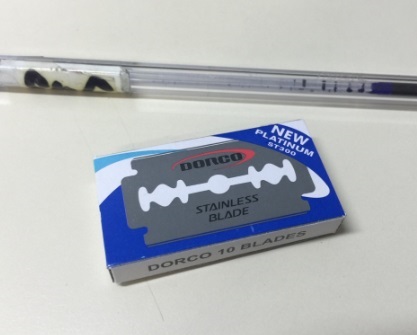 NEW
PLATINUM
ST300
DORCO
STAINLESS
BLADE
DORCO 10 BLADES